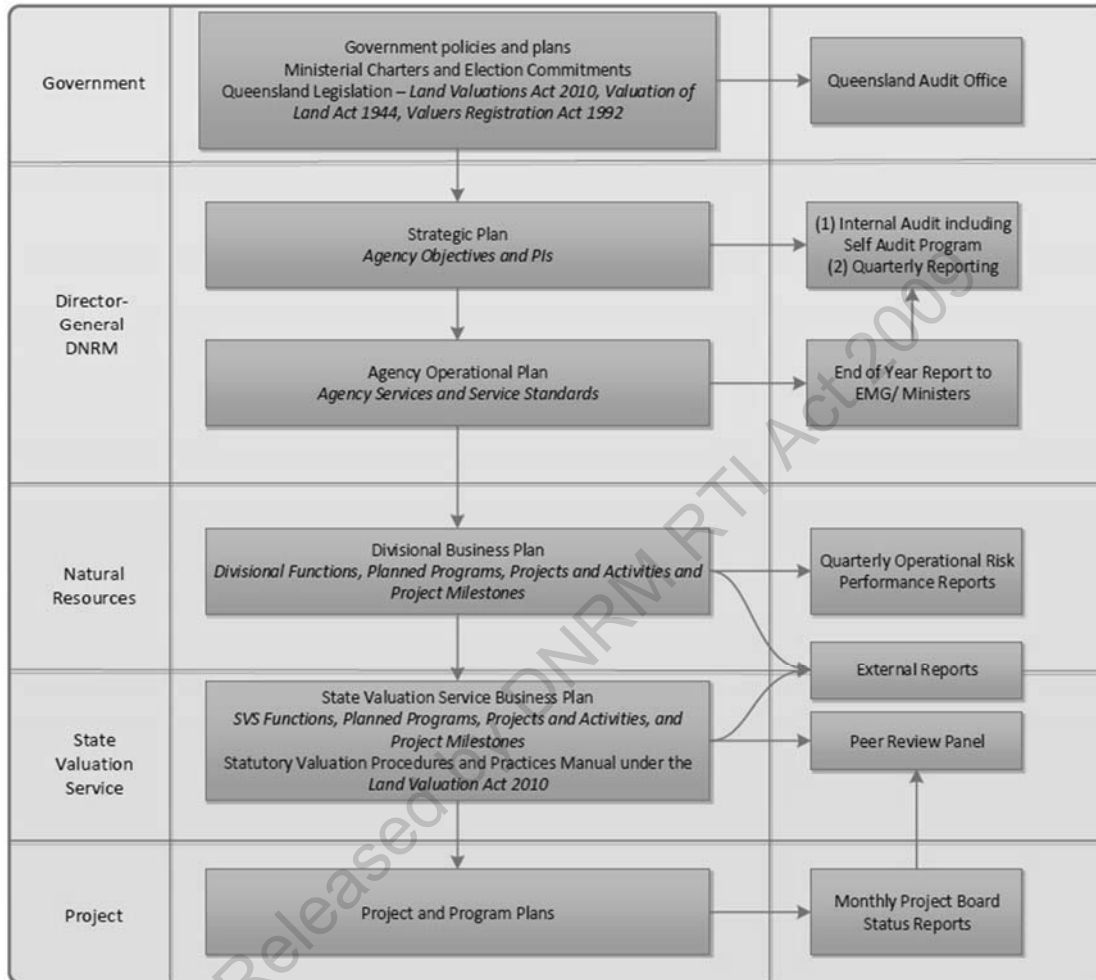 Government
Government policies and plans
Ministerial Charters and Election Commitments
Queensland Legislation – Land Valuations Act 2010, Valuation of
Land Act 1944, Valuers Registration Act 1992
Queensland Audit Office
Director-
General
DNRM
Strategic Plan
Agency Objectives and PIs
(1) Internal Audit including
Self Audit Program
(2) Quarterly Reporting
Agency Operational Plan
Agency Services and Service Standards
End of Year Report to
EMG/ Ministers
Natural
Resources
Divisional Business Plan
Divisional Functions, Planned Programs, Projects and Activities and
Project Milestones
Quarterly Operational Risk
Performance Reports
External Reports
State
Valuation
Service
State Valuation Service Business Plan
SVS Functions, Planned Programs, Projects and Activities, and
Project Milestones
Statutory Valuation Procedures and Practices Manual under the
Land Valuation Act 2010
Peer Review Panel
Project
Project and Program Plans
Monthly Project Board
Status Reports
Released by DNRM RTI Act 2009